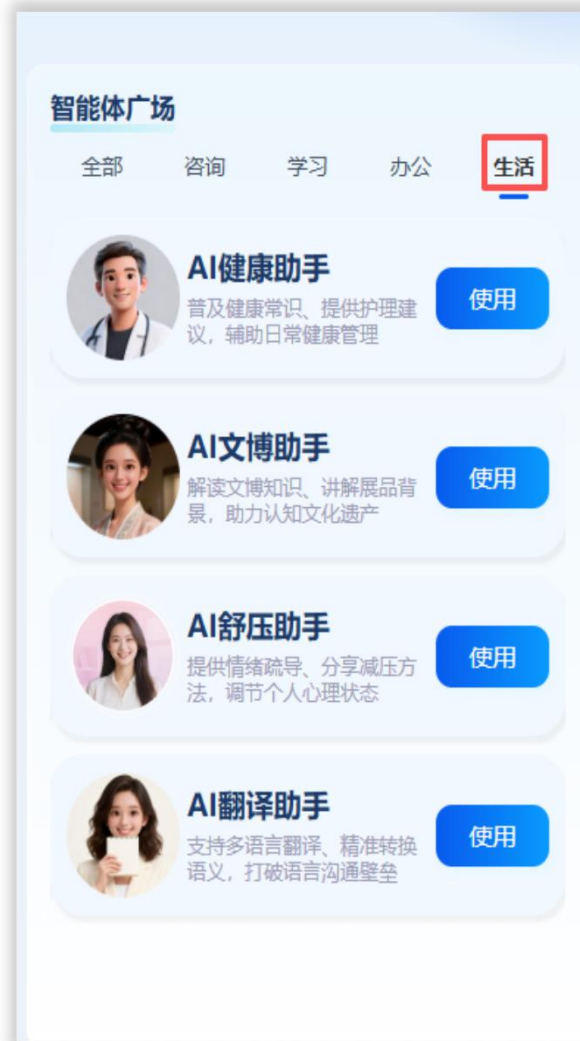 智能体广场
全部 咨询 学习 办公 生活
AI健康助手
普及健康常识、提供护理建
议，辅助日常健康管理
使用
AI文博助手
解读文博知识、讲解展品背
景，助力认知文化遗产
使用
AI舒压助手
提供情绪疏导、分享减压方
法，调节个人心理状态
使用
AI翻译助手
支持多语言翻译、精准转换
语义，打破语言沟通壁垒
使用